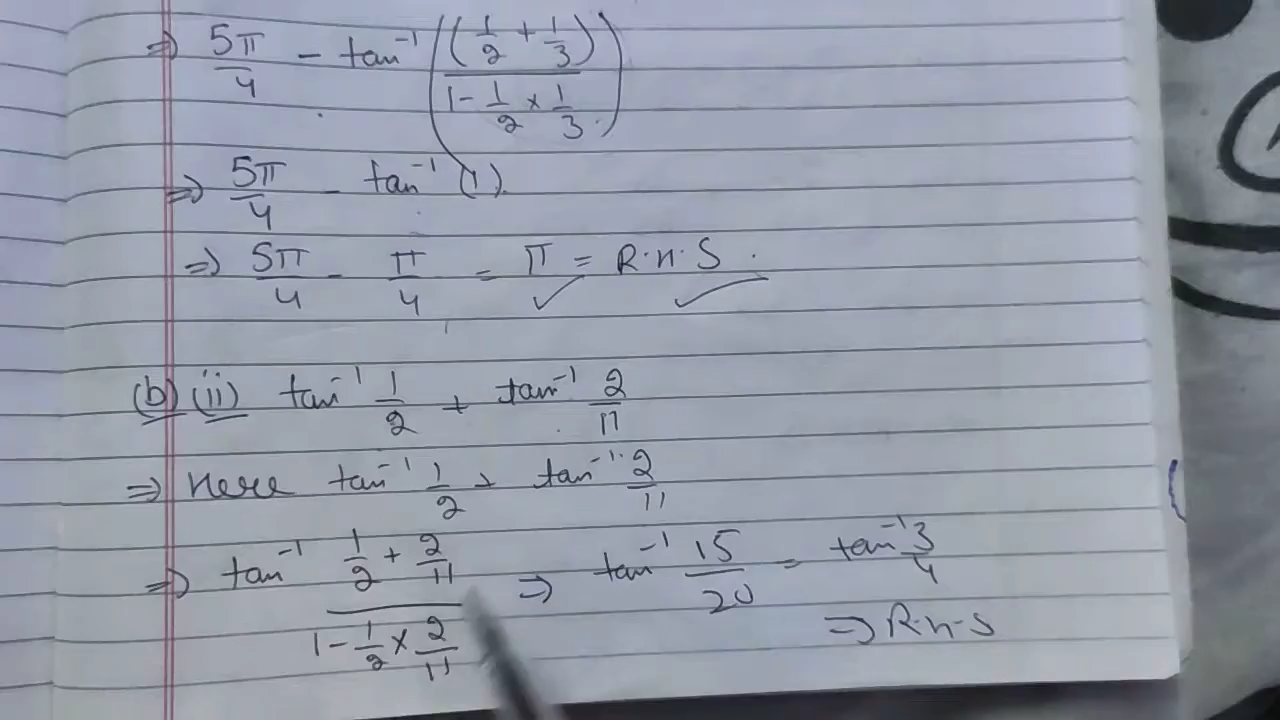 ⇒ 5π/4 - tan⁻¹ ((1/2 + 1/3) / (1 - 1/2 × 1/3))
⇒ 5π/4 - tan⁻¹ (1).
⇒ 5π/4 - π/4 = π = R.H.S.
(b) (ii) tan⁻¹ 1/2 + tan⁻¹ 2/11
⇒ Here tan⁻¹ 1/2 + tan⁻¹ 2/11
⇒ tan⁻¹ (1/2 + 2/11) / (1 - 1/2 × 2/11) ⇒ tan⁻¹ 15/20 = tan⁻¹ 3/4
⇒ R.H.S